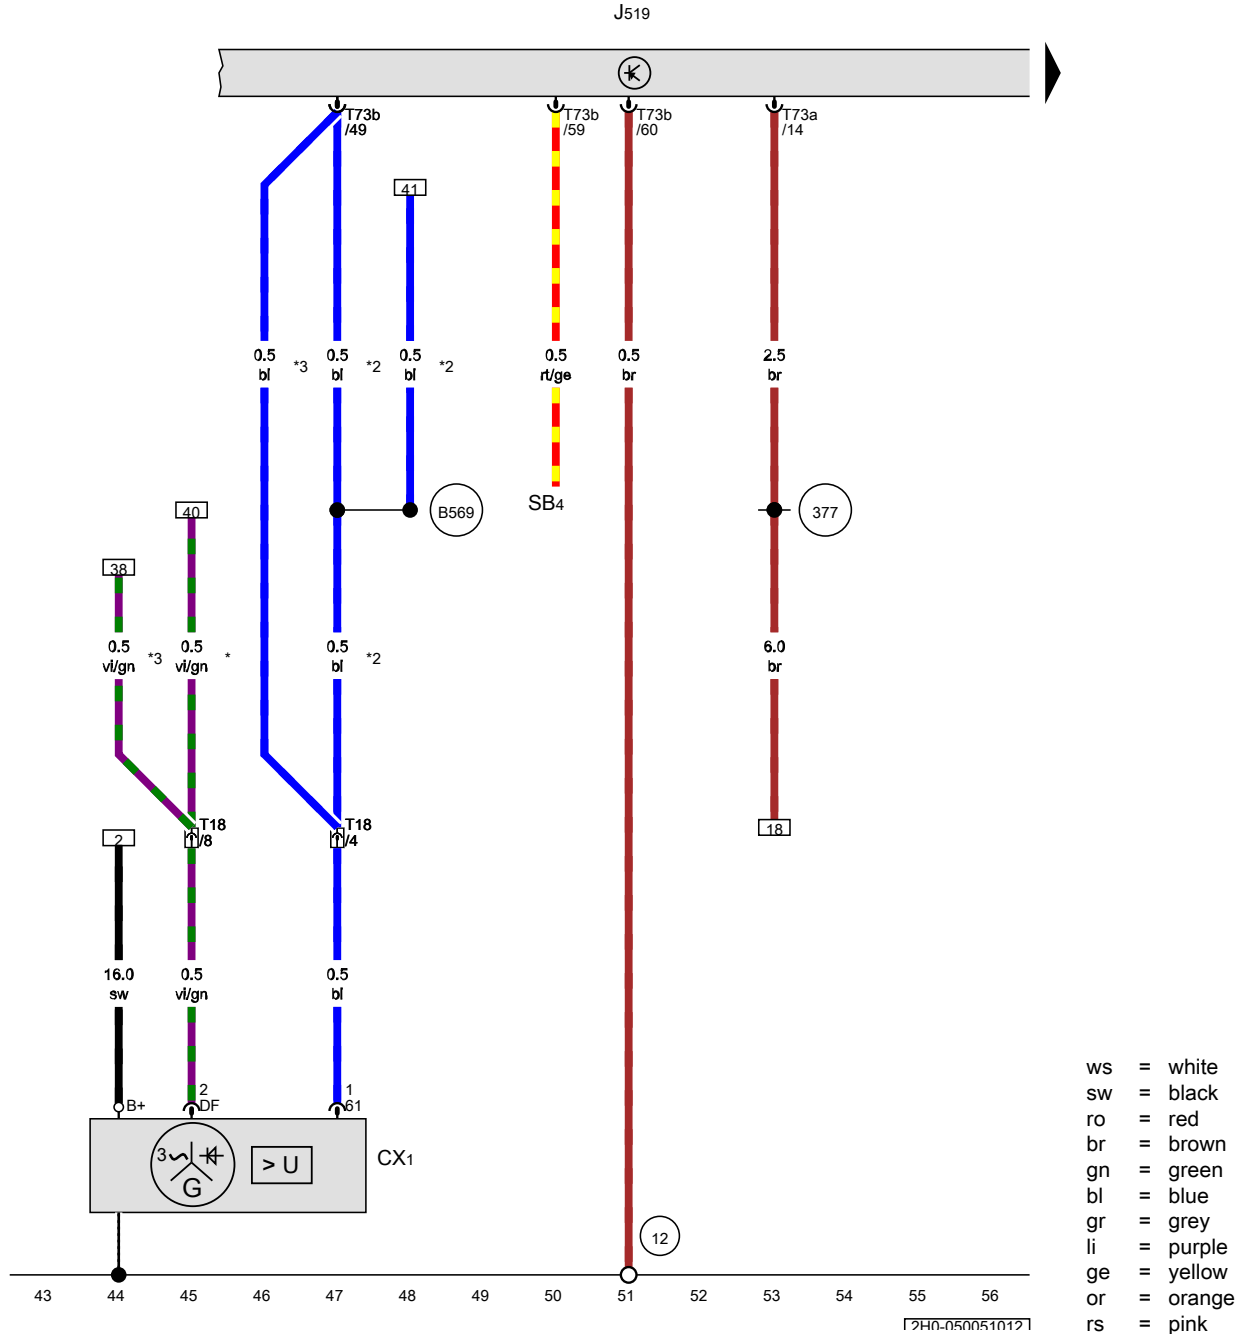 J519
T73b
/49
T73b
/59
T73b
/60
T73a
/14
41
0.5
bl
*3
0.5
bl
*2
0.5
bl
*2
0.5
rt/ge
0.5
br
2.5
br
40
B569
SB4
377
38
0.5
vi/gn
*3
0.5
vi/gn
*
0.5
bl
*2
6.0
br
2
T18
/8
T18
/4
18
16.0
sw
0.5
vi/gn
0.5
bl
B+
2
DF
1
61
3
G
> U
CX1
12
43 44 45 46 47 48 49 50 51 52 53 54 55 56
2H0-050051012
ws = white
sw = black
ro = red
br = brown
gn = green
bl = blue
gr = grey
li = purple
ge = yellow
or = orange
rs = pink